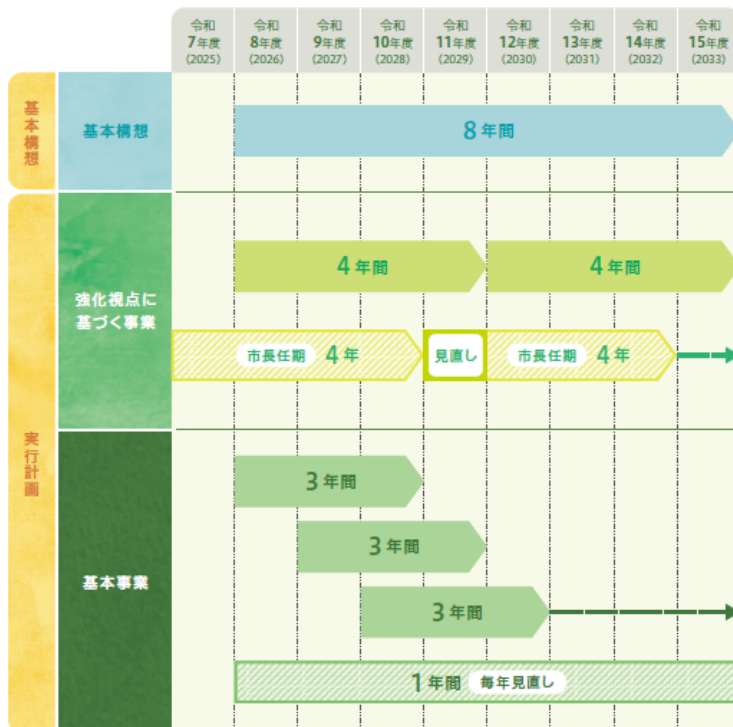 令和
7年度
(2025)
令和
8年度
(2026)
令和
9年度
(2027)
令和
10年度
(2028)
令和
11年度
(2029)
令和
12年度
(2030)
令和
13年度
(2031)
令和
14年度
(2032)
令和
15年度
(2033)
基本構想
基本構想
8年間
実行計画
強化視点に
基づく事業
4年間
4年間
市長任期 4年
見直し
市長任期 4年
基本事業
3年間
3年間
3年間
1年間 毎年見直し